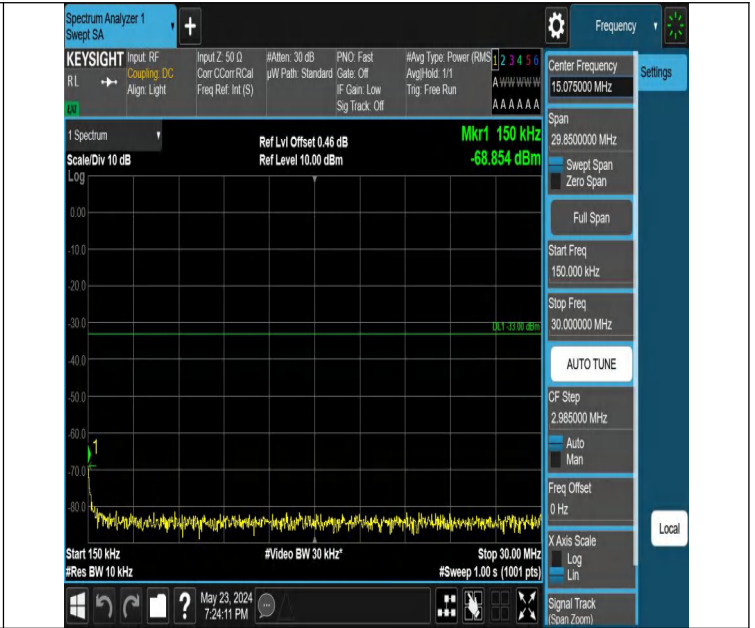 Spectrum Analyzer 1
Swept SA
+
Frequency
KEYSIGHT
RL
LXI
Input: RF
Coupling: DC
Align: Light
Input Z: 50 Ω
Corr CCorr RCal
Freq Ref: Int (S)
#Atten: 30 dB
µW Path: Standard
PNO: Fast
Gate: Off
IF Gain: Low
Sig Track: Off
#Avg Type: Power (RMS
Avg|Hold: 1/1
Trig: Free Run
1 2 3 4 5 6
A W W W W W
A A A A A A
1 Spectrum
Scale/Div 10 dB
Ref Lvl Offset 0.46 dB
Ref Level 10.00 dBm
Mkr1 150 kHz
-68.854 dBm
Log
0.00
-10.0
-20.0
-30.0
DL1 -33.00 dBm
-40.0
-50.0
-60.0
1
-70.0
-80.0
Start 150 kHz
#Video BW 30 kHz*
Stop 30.00 MHz
#Res BW 10 kHz
#Sweep 1.00 s (1001 pts)
Center Frequency
15.075000 MHz
Settings
Span
29.8500000 MHz
Swept Span
Zero Span
Full Span
Start Freq
150.000 kHz
Stop Freq
30.000000 MHz
AUTO TUNE
CF Step
2.985000 MHz
Auto
Man
Freq Offset
0 Hz
X Axis Scale
Log
Lin
Local
Signal Track
(Span Zoom)
?
May 23, 2024
7:24:11 PM